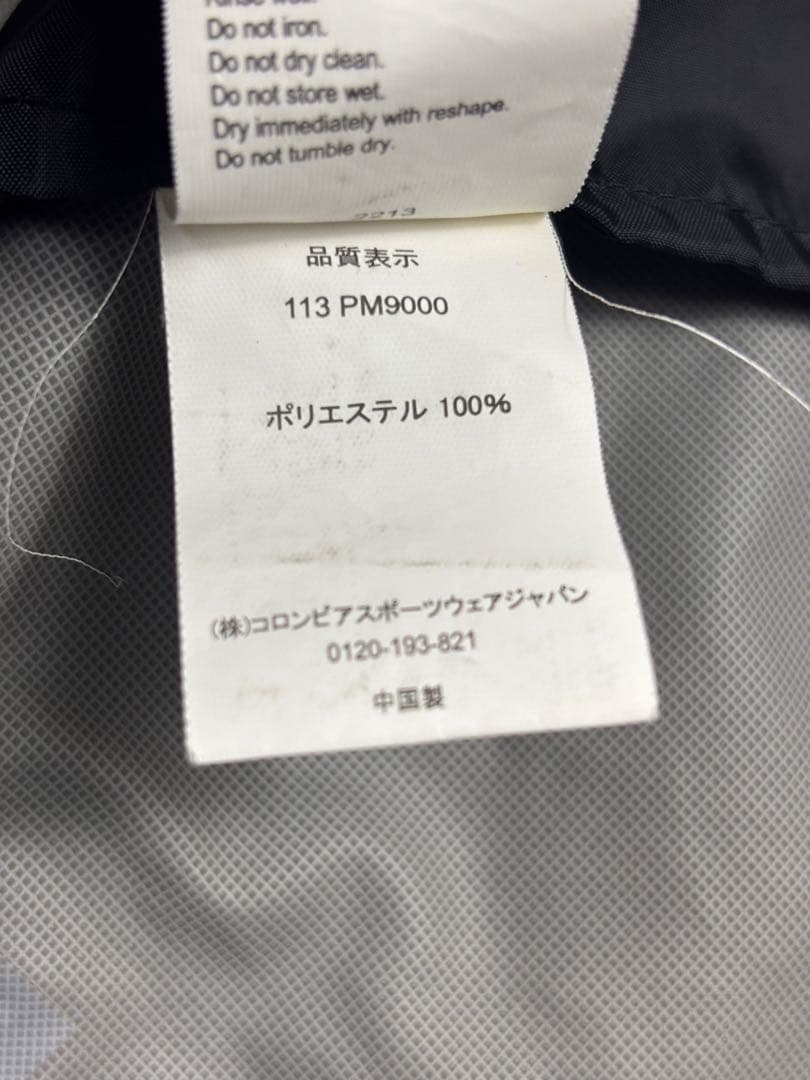 Do not iron.
Do not dry clean.
Do not store wet.
Dry immediately with reshape.
Do not tumble dry.
2213
品質表示
113 PM9000
ポリエステル 100%
(株)コロンビアスポーツウェアジャパン
0120-193-821
中国製